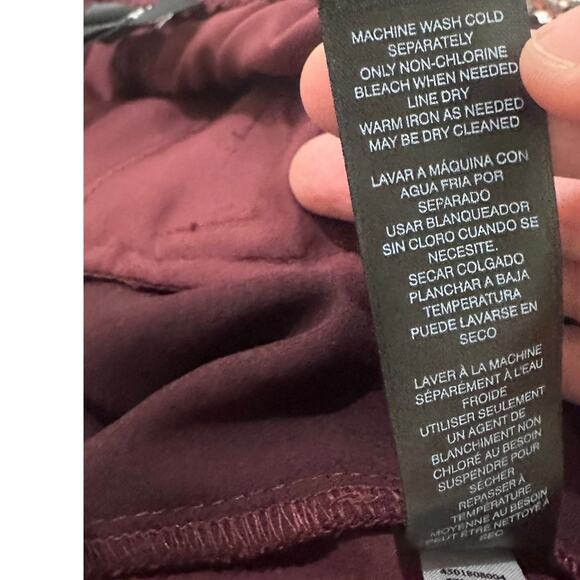 MACHINE WASH COLD
SEPARATELY
ONLY NON-CHLORINE
BLEACH WHEN NEEDED
LINE DRY
WARM IRON AS NEEDED
MAY BE DRY CLEANED
LAVAR A MÁQUINA CON
AGUA FRIA POR
SEPARADO
USAR BLANQUEADOR
SIN CLORO CUANDO SE
NECESITE.
SECAR COLGADO
PLANCHAR A BAJA
TEMPERATURA
PUEDE LAVARSE EN
SECO
LAVER À LA MACHINE
SÉPARÉMENT À L'ÉAU
FROIDE
UTILISER SEULEMENT
UN AGENT DE
BLANCHIMENT NON
CHLORÉ AU BESOIN
SUSPENDRE POUR
SÉCHER
REPASSER À
TEMPÉRATURE
MOYENNE AU BESOIN
PEUT ÊTRE NETTOYÉ À
SEC
4501808004